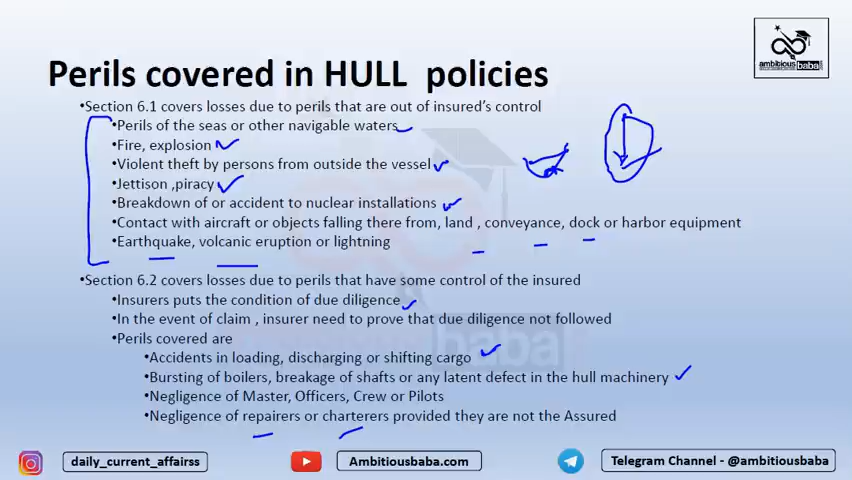 ambitiousbaba
Perils covered in HULL policies
•Section 6.1 covers losses due to perils that are out of insured's control
•Perils of the seas or other navigable waters
•Fire, explosion
•Violent theft by persons from outside the vessel
•Jettison ,piracy
•Breakdown of or accident to nuclear installations
•Contact with aircraft or objects falling there from, land , conveyance, dock or harbor equipment
•Earthquake, volcanic eruption or lightning
•Section 6.2 covers losses due to perils that have some control of the insured
•Insurers puts the condition of due diligence
•In the event of claim , insurer need to prove that due diligence not followed
•Perils covered are
•Accidents in loading, discharging or shifting cargo
•Bursting of boilers, breakage of shafts or any latent defect in the hull machinery
•Negligence of Master, Officers, Crew or Pilots
•Negligence of repairers or charterers provided they are not the Assured
daily_current_affairss
Ambitiousbaba.com
Telegram Channel - @ambitiousbaba